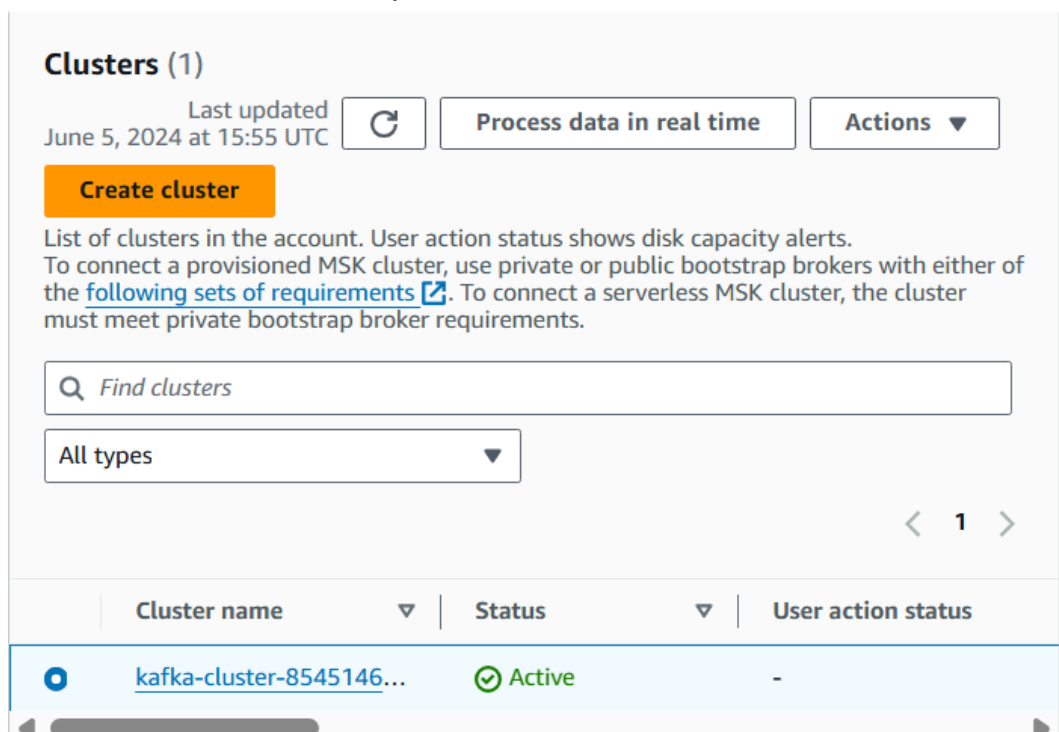 Clusters (1)
Last updated
June 5, 2024 at 15:55 UTC
Process data in real time
Actions
Create cluster
List of clusters in the account. User action status shows disk capacity alerts.
To connect a provisioned MSK cluster, use private or public bootstrap brokers with either of
the following sets of requirements. To connect a serverless MSK cluster, the cluster
must meet private bootstrap broker requirements.
Find clusters
All types
1
Cluster name Status User action status
kafka-cluster-8545146... Active -